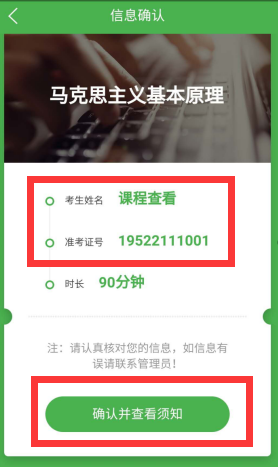 信息确认
马克思主义基本原理
考生姓名 课程查看
准考证号 19522111001
时长 90分钟
注：请认真核对您的信息，如信息有
误请联系管理员！
确认并查看须知